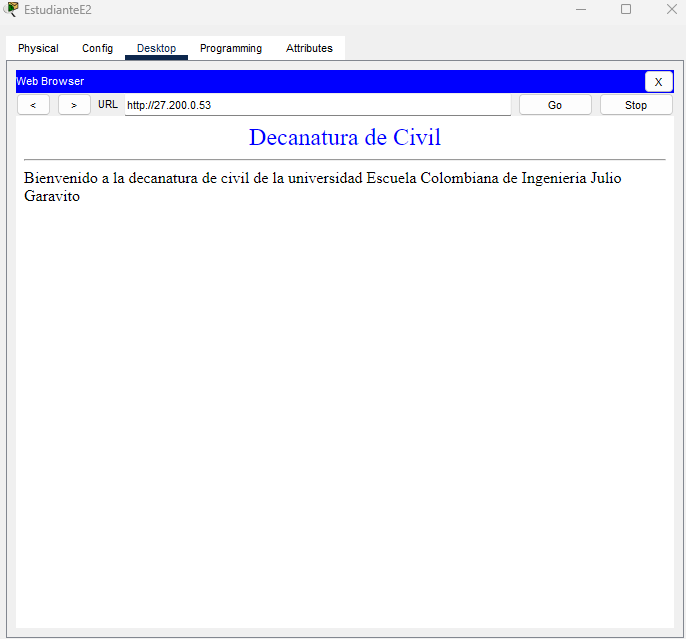 EstudianteE2
Physical Config Desktop Programming Attributes
Web Browser X
< > URL http://27.200.0.53 Go Stop
Decanatura de Civil
Bienvenido a la decanatura de civil de la universidad Escuela Colombiana de Ingenieria Julio
Garavito